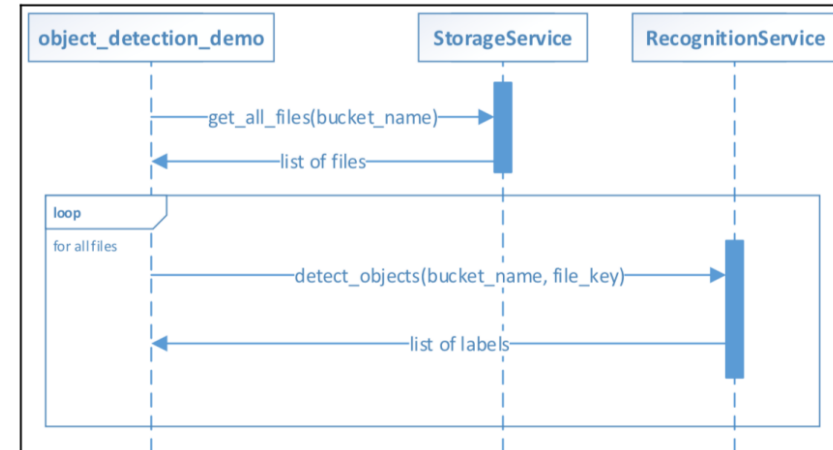 object_detection_demo
StorageService
RecognitionService
get_all_files(bucket_name)
list of files
loop
for all files
detect_objects(bucket_name, file_key)
list of labels